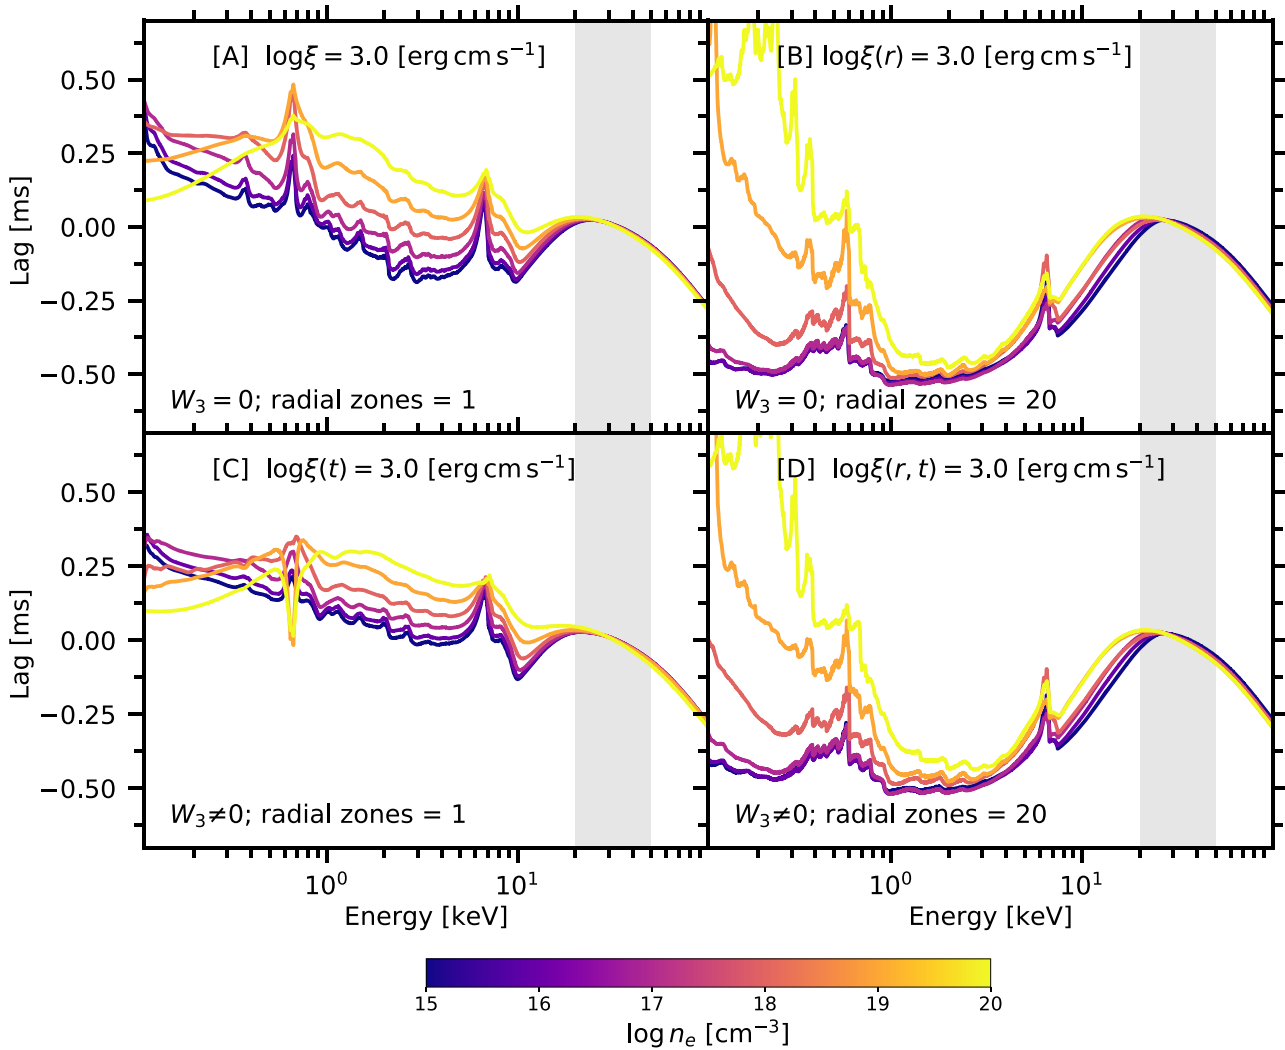 [A] logξ = 3.0 [erg cm s⁻¹]
[B] logξ(r) = 3.0 [erg cm s⁻¹]
0.50
0.25
0.00
−0.25
−0.50
Lag [ms]
W₃ = 0; radial zones = 1
W₃ = 0; radial zones = 20
[C] logξ(t) = 3.0 [erg cm s⁻¹]
[D] logξ(r, t) = 3.0 [erg cm s⁻¹]
0.50
0.25
0.00
−0.25
−0.50
Lag [ms]
W₃≠0; radial zones = 1
W₃≠0; radial zones = 20
10⁰ 10¹
10⁰ 10¹
Energy [keV]
Energy [keV]
15 16 17 18 19 20
log nₑ [cm⁻³]